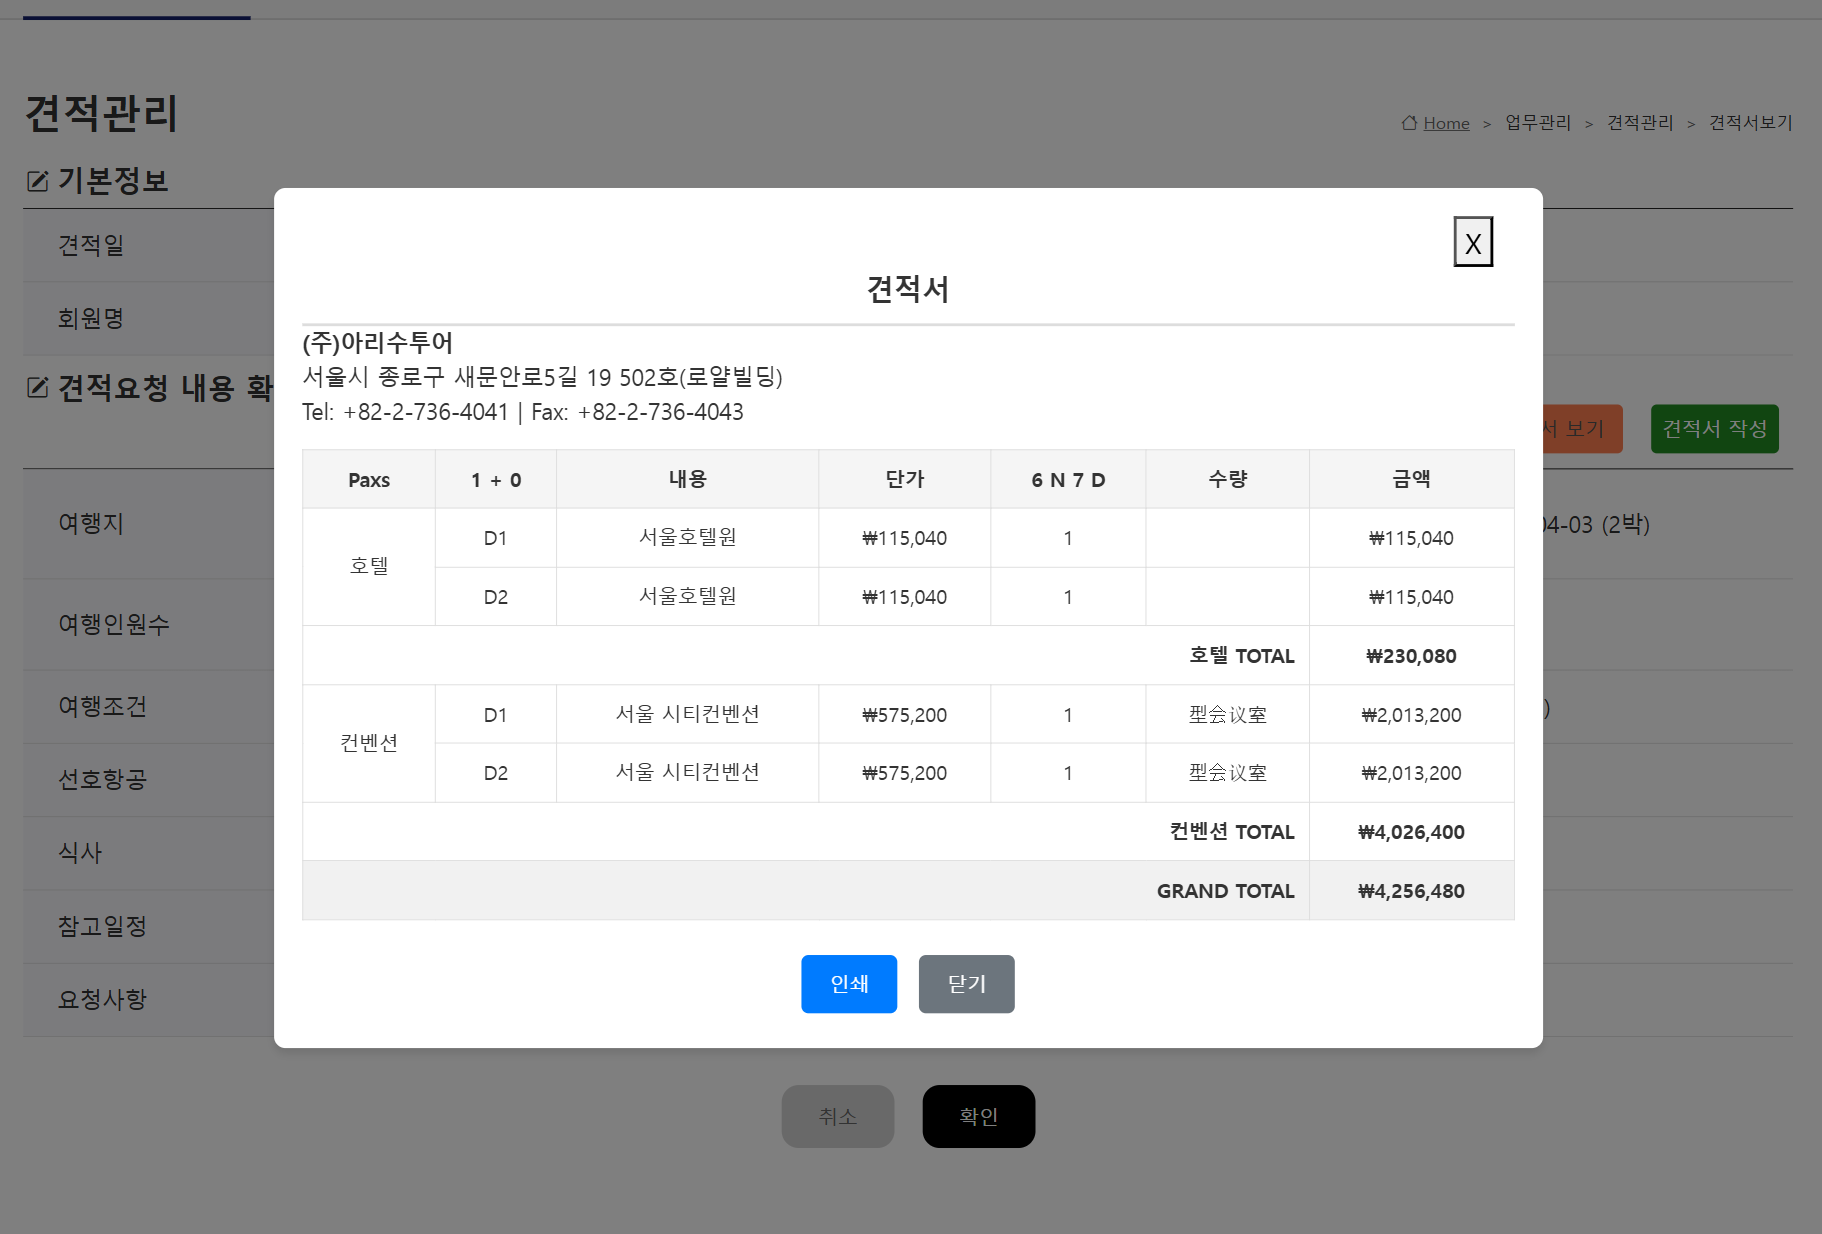 견적관리
Home > 업무관리 > 견적관리 > 견적서보기
기본정보
견적일
회원명
견적요청 내용 확
서 보기
견적서 작성
여행지
04-03 (2박)
여행인원수
여행조건
)
선호항공
식사
참고일정
요청사항
X
견적서
(주)아리수투어
서울시 종로구 새문안로5길 19 502호(로얄빌딩)
Tel: +82-2-736-4041 | Fax: +82-2-736-4043
Paxs 1 + 0 내용 단가 6 N 7 D 수량 금액
호텔
D1 서울호텔원 ₩115,040 1 ₩115,040
D2 서울호텔원 ₩115,040 1 ₩115,040
호텔 TOTAL ₩230,080
컨벤션
D1 서울 시티컨벤션 ₩575,200 1 型会议室 ₩2,013,200
D2 서울 시티컨벤션 ₩575,200 1 型会议室 ₩2,013,200
컨벤션 TOTAL ₩4,026,400
GRAND TOTAL ₩4,256,480
인쇄 닫기
취소 확인